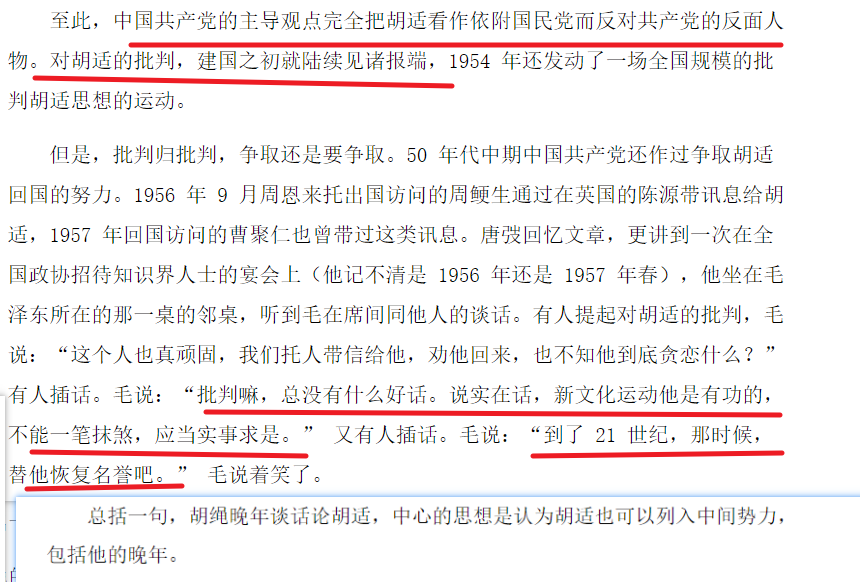 至此，中国共产党的主导观点完全把胡适看作依附国民党而反对共产党的反面人
物。对胡适的批判，建国之初就陆续见诸报端，1954 年还发动了一场全国规模的批
判胡适思想的运动。
但是，批判归批判，争取还是要争取。50 年代中期中国共产党还作过争取胡适
回国的努力。1956 年 9 月周恩来托出国访问的周鲠生通过在英国的陈源带讯息给胡
适，1957 年回国访问的曹聚仁也曾带过这类讯息。唐弢回忆文章，更讲到一次在全
国政协招待知识界人士的宴会上（他记不清是 1956 年还是 1957 年春），他坐在毛
泽东所在的那一桌的邻桌，听到毛在席间同他人的谈话。有人提起对胡适的批判，毛
说：“这个人也真顽固，我们托人带信给他，劝他回来，也不知他到底贪恋什么？”
有人插话。毛说：“批判嘛，总没有什么好话。说实在话，新文化运动他是有功的，
不能一笔抹煞，应当实事求是。” 又有人插话。毛说：“到了 21 世纪，那时候，
替他恢复名誉吧。” 毛说着笑了。
总括一句，胡绳晚年谈话论胡适，中心的思想是认为胡适也可以列入中间势力，
包括他的晚年。